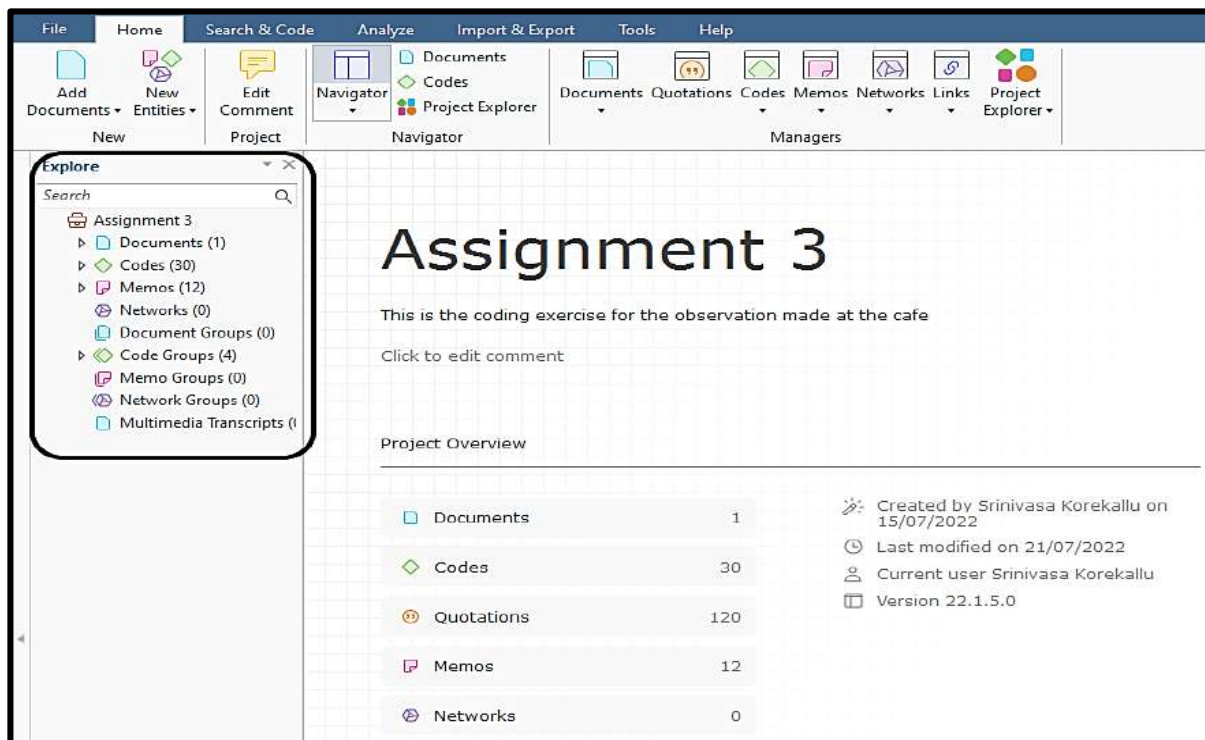 File Home Search & Code Analyze Import & Export Tools Help
Add Documents
New Entities
New
Edit Comment
Project
Navigator
Documents
Codes
Project Explorer
Navigator
Documents Quotations Codes Memos Networks Links Project Explorer
Managers
Explore
Search
Assignment 3
Documents (1)
Codes (30)
Memos (12)
Networks (0)
Document Groups (0)
Code Groups (4)
Memo Groups (0)
Network Groups (0)
Multimedia Transcripts (
Assignment 3
This is the coding exercise for the observation made at the cafe
Click to edit comment
Project Overview
Documents 1
Codes 30
Quotations 120
Memos 12
Networks 0
Created by Srinivasa Korekallu on
15/07/2022
Last modified on 21/07/2022
Current user Srinivasa Korekallu
Version 22.1.5.0